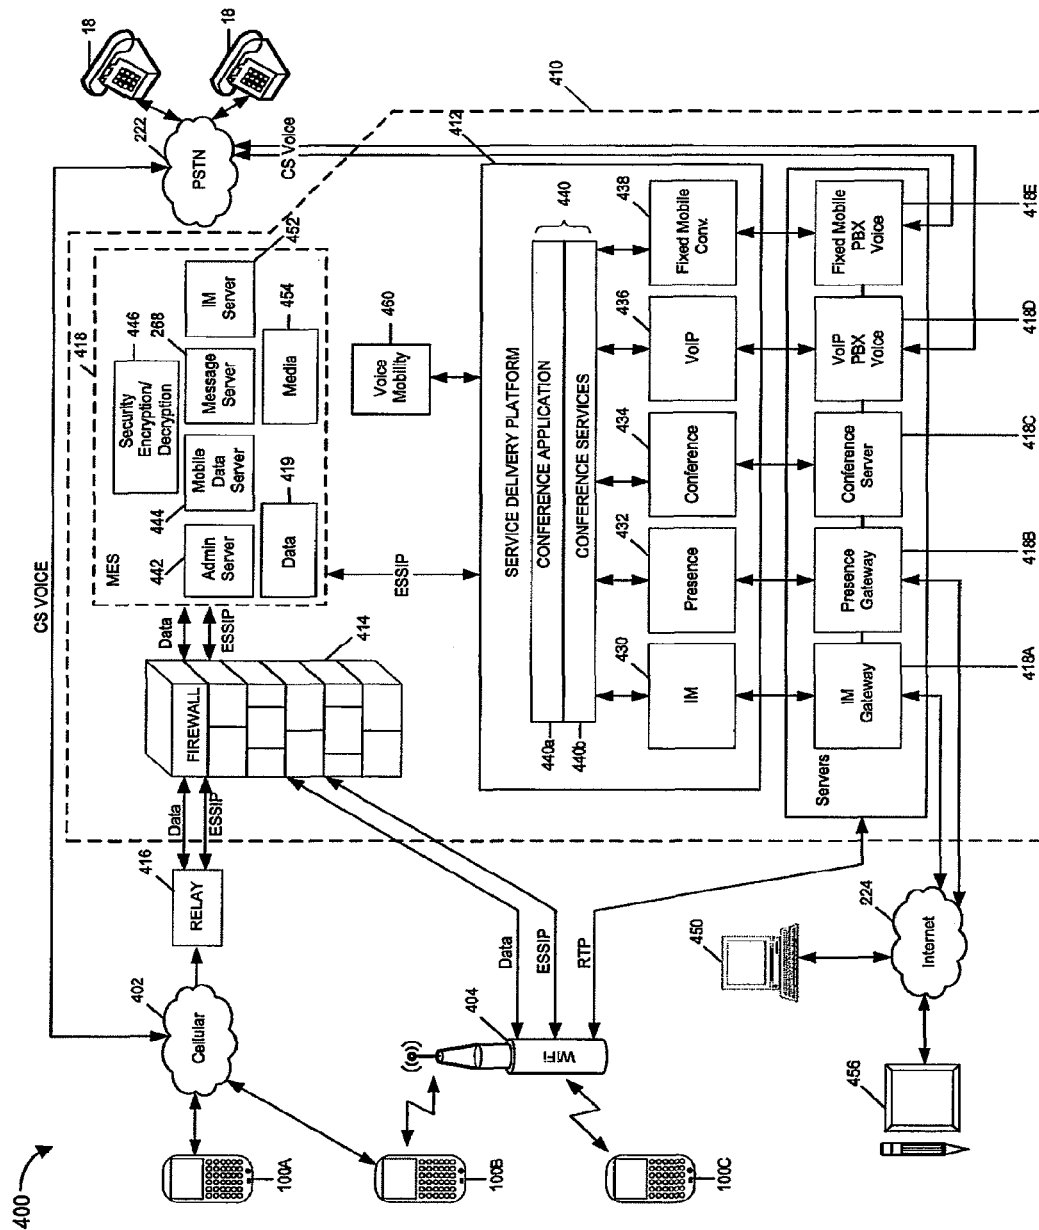 400
18
18
222
PSTN
CS Voice
CS VOICE
410
412
418
446
Security
Encryption/
Decryption
268
452
IM
Server
Message
Server
454
Media
444
Mobile
Data
Server
442
Admin
Server
419
Data
MES
460
Voice
Mobility
ESSIP
Data
ESSIP
414
FIREWALL
Data
ESSIP
416
RELAY
402
Cellular
100A
100B
100C
404
WiFi
Data
ESSIP
RTP
SERVICE DELIVERY PLATFORM
CONFERENCE APPLICATION
CONFERENCE SERVICES
440
440a
440b
430
IM
432
Presence
434
Conference
436
VoIP
438
Fixed Mobile
Conv.
Servers
IM
Gateway
Presence
Gateway
Conference
Server
VoIP
PBX
Voice
Fixed Mobile
PBX
Voice
418A
418B
418C
418D
418E
450
224
Internet
456